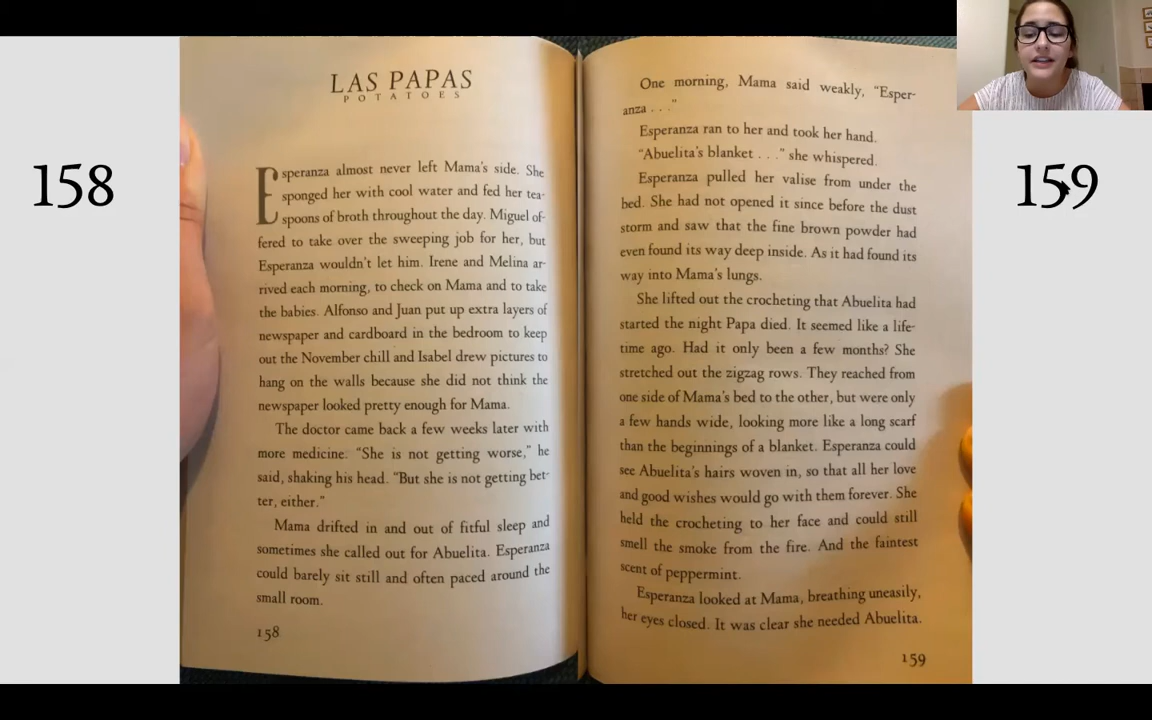 158
LAS PAPAS
POTATOES
Esperanza almost never left Mama's side. She
sponged her with cool water and fed her tea-
spoons of broth throughout the day. Miguel of-
fered to take over the sweeping job for her, but
Esperanza wouldn't let him. Irene and Melina ar-
rived each morning, to check on Mama and to take
the babies. Alfonso and Juan put up extra layers of
newspaper and cardboard in the bedroom to keep
out the November chill and Isabel drew pictures to
hang on the walls because she did not think the
newspaper looked pretty enough for Mama.
The doctor came back a few weeks later with
more medicine. “She is not getting worse,” he
said, shaking his head. “But she is not getting bet-
ter, either.”
Mama drifted in and out of fitful sleep and
sometimes she called out for Abuelita. Esperanza
could barely sit still and often paced around the
small room.
158
One morning, Mama said weakly, “Esper-
anza . . .”
Esperanza ran to her and took her hand.
“Abuelita's blanket . . .” she whispered.
Esperanza pulled her valise from under the
bed. She had not opened it since before the dust
storm and saw that the fine brown powder had
even found its way deep inside. As it had found its
way into Mama's lungs.
She lifted out the crocheting that Abuelita had
started the night Papa died. It seemed like a life-
time ago. Had it only been a few months? She
stretched out the zigzag rows. They reached from
one side of Mama's bed to the other, but were only
a few hands wide, looking more like a long scarf
than the beginnings of a blanket. Esperanza could
see Abuelita's hairs woven in, so that all her love
and good wishes would go with them forever. She
held the crocheting to her face and could still
smell the smoke from the fire. And the faintest
scent of peppermint.
Esperanza looked at Mama, breathing uneasily,
her eyes closed. It was clear she needed Abuelita.
159
159